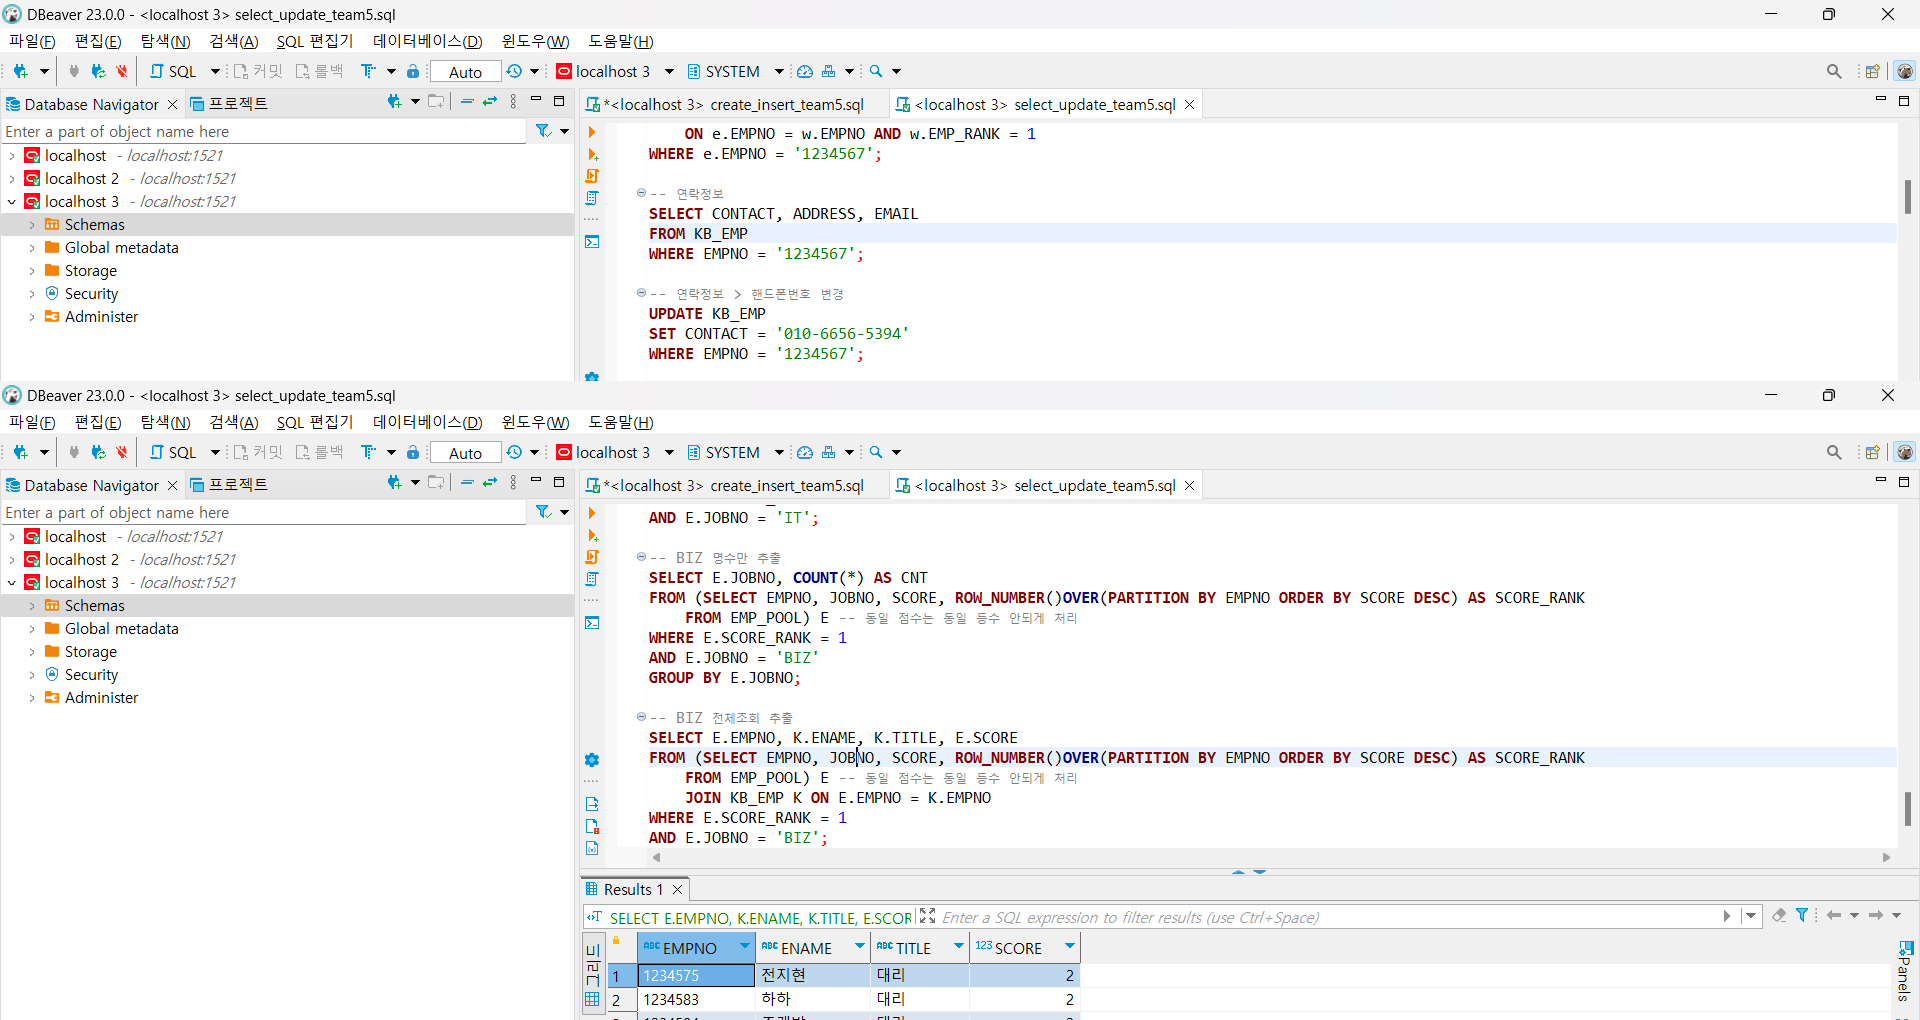 DBeaver 23.0.0 - <localhost 3> select_update_team5.sql
파일(F) 편집(E) 탐색(N) 검색(A) SQL 편집기 데이터베이스(D) 윈도우(W) 도움말(H)
SQL 커밋 롤백 Auto localhost 3 SYSTEM
Database Navigator 프로젝트
*<localhost 3> create_insert_team5.sql <localhost 3> select_update_team5.sql
Enter a part of object name here
localhost - localhost:1521
localhost 2 - localhost:1521
localhost 3 - localhost:1521
Schemas
Global metadata
Storage
Security
Administer
ON e.EMPNO = w.EMPNO AND w.EMP_RANK = 1
WHERE e.EMPNO = '1234567';
-- 연락정보
SELECT CONTACT, ADDRESS, EMAIL
FROM KB_EMP
WHERE EMPNO = '1234567';
-- 연락정보 > 핸드폰번호 변경
UPDATE KB_EMP
SET CONTACT = '010-6656-5394'
WHERE EMPNO = '1234567';
DBeaver 23.0.0 - <localhost 3> select_update_team5.sql
파일(F) 편집(E) 탐색(N) 검색(A) SQL 편집기 데이터베이스(D) 윈도우(W) 도움말(H)
SQL 커밋 롤백 Auto localhost 3 SYSTEM
Database Navigator 프로젝트
*<localhost 3> create_insert_team5.sql <localhost 3> select_update_team5.sql
Enter a part of object name here
localhost - localhost:1521
localhost 2 - localhost:1521
localhost 3 - localhost:1521
Schemas
Global metadata
Storage
Security
Administer
AND E.JOBNO = 'IT';
-- BIZ 명수만 추출
SELECT E.JOBNO, COUNT(*) AS CNT
FROM (SELECT EMPNO, JOBNO, SCORE, ROW_NUMBER()OVER(PARTITION BY EMPNO ORDER BY SCORE DESC) AS SCORE_RANK
FROM EMP_POOL) E -- 동일 점수는 동일 등수 안되게 처리
WHERE E.SCORE_RANK = 1
AND E.JOBNO = 'BIZ'
GROUP BY E.JOBNO;
-- BIZ 전체조회 추출
SELECT E.EMPNO, K.ENAME, K.TITLE, E.SCORE
FROM (SELECT EMPNO, JOBNO, SCORE, ROW_NUMBER()OVER(PARTITION BY EMPNO ORDER BY SCORE DESC) AS SCORE_RANK
FROM EMP_POOL) E -- 동일 점수는 동일 등수 안되게 처리
JOIN KB_EMP K ON E.EMPNO = K.EMPNO
WHERE E.SCORE_RANK = 1
AND E.JOBNO = 'BIZ';
Results 1
SELECT E.EMPNO, K.ENAME, K.TITLE, E.SCOR Enter a SQL expression to filter results (use Ctrl+Space)
ABC EMPNO ABC ENAME ABC TITLE 123 SCORE
1 1234575 전지현 대리 2
2 1234583 하하 대리 2
Panels